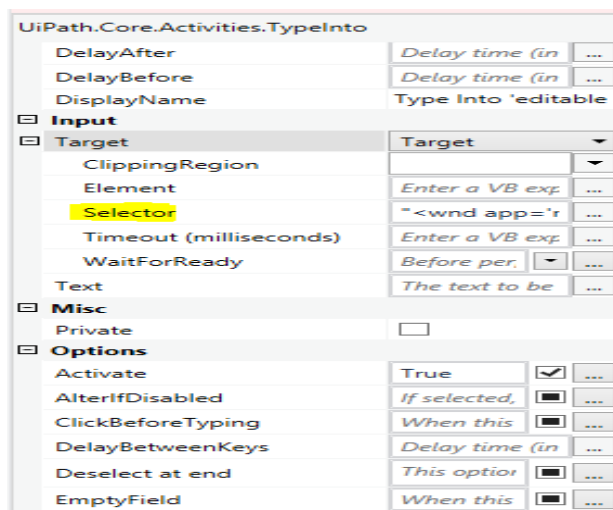 UiPath.Core.Activities.TypeInto
DelayAfter Delay time (in ...
DelayBefore Delay time (in ...
DisplayName Type Into 'editable
Input
Target Target
ClippingRegion
Element Enter a VB exp ...
Selector "<wnd app='r ...
Timeout (milliseconds) Enter a VB exp ...
WaitForReady Before per, ...
Text The text to be ...
Misc
Private
Options
Activate True ...
AlterIfDisabled If selected, ...
ClickBeforeTyping When this ...
DelayBetweenKeys Delay time (in ...
Deselect at end This option ...
EmptyField When this ...